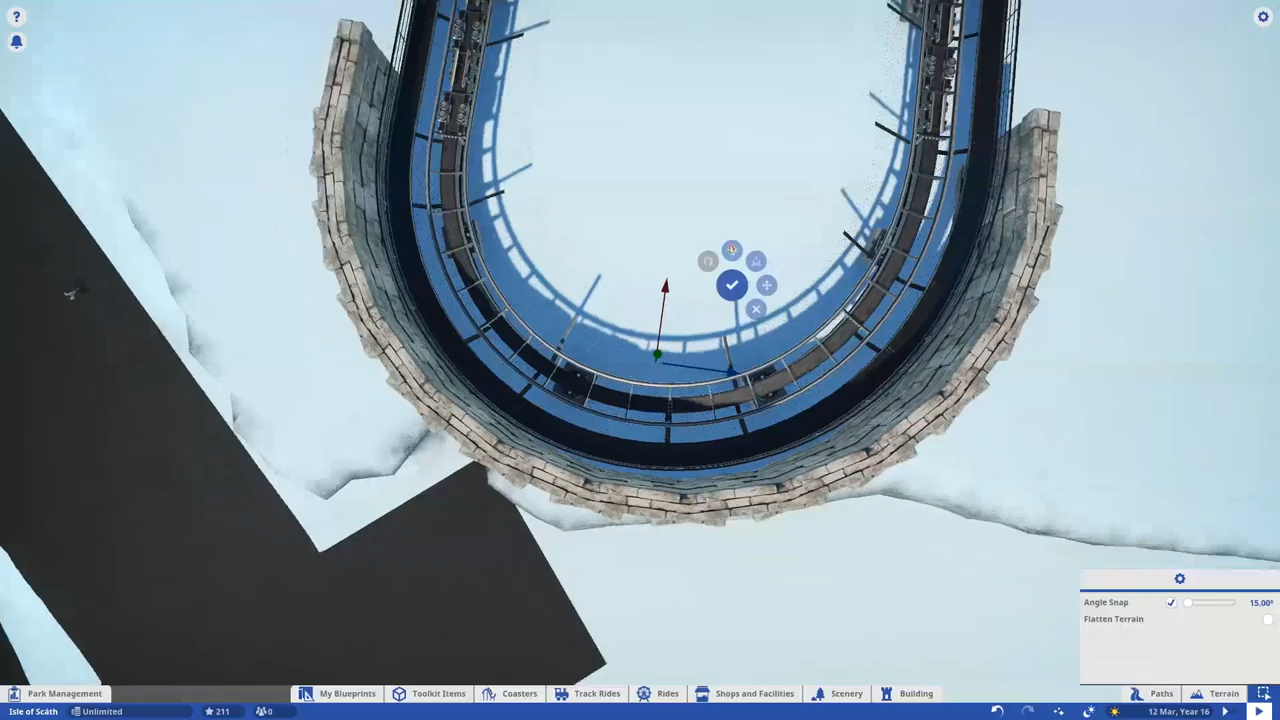 ?
Angle Snap 15.00°
Flatten Terrain
Park Management My Blueprints Toolkit Items Coasters Track Rides Rides Shops and Facilities Scenery Building Paths Terrain
Isle of Scáth Unlimited 211 0 12 Mar, Year 16